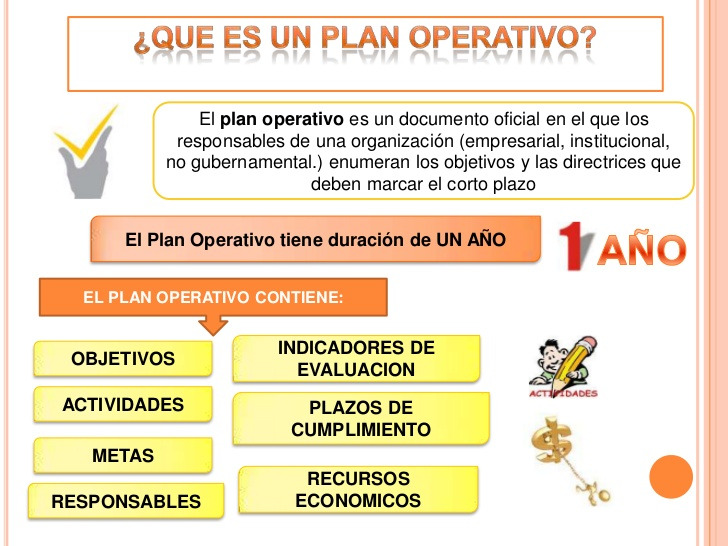 ¿QUE ES UN PLAN OPERATIVO?
El plan operativo es un documento oficial en el que los
responsables de una organización (empresarial, institucional,
no gubernamental.) enumeran los objetivos y las directrices que
deben marcar el corto plazo
El Plan Operativo tiene duración de UN AÑO
1 AÑO
EL PLAN OPERATIVO CONTIENE:
OBJETIVOS
ACTIVIDADES
METAS
RESPONSABLES
INDICADORES DE
EVALUACION
PLAZOS DE
CUMPLIMIENTO
RECURSOS
ECONOMICOS
ACTIVIDADES